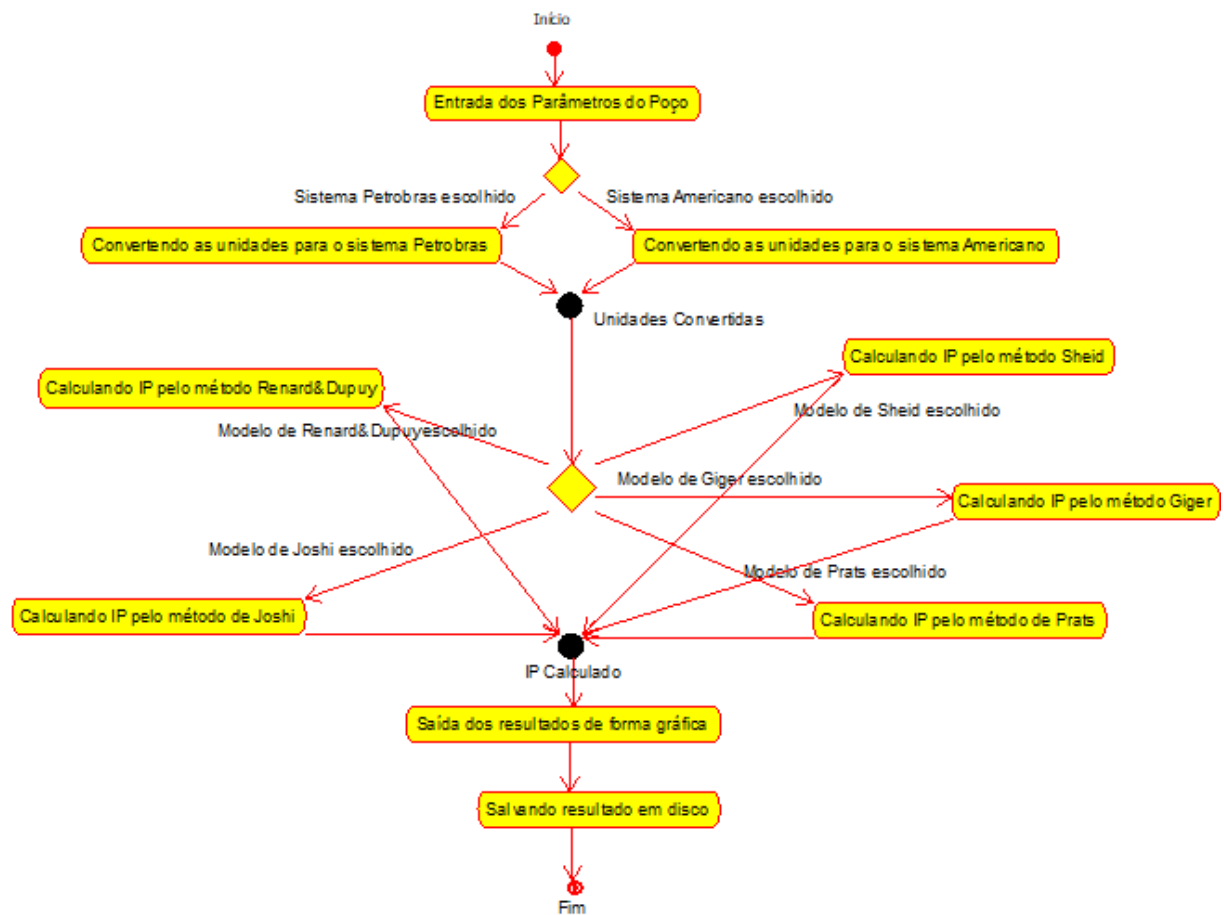 Início
Entrada dos Parâmetros do Poço
Sistema Petrobras escolhido
Sistema Americano escolhido
Convertendo as unidades para o sistema Petrobras
Convertendo as unidades para o sistema Americano
Unidades Convertidas
Calculando IP pelo método Sheid
Calculando IP pelo método Renard&Dupuy
Modelo de Sheid escolhido
Modelo de Renard&Dupuyescolhido
Modelo de Giger escolhido
Calculando IP pelo método Giger
Modelo de Joshi escolhido
Modelo de Prats escolhido
Calculando IP pelo método de Joshi
Calculando IP pelo método de Prats
IP Calculado
Saída dos resultados de forma gráfica
Salvando resultado em disco
Fim